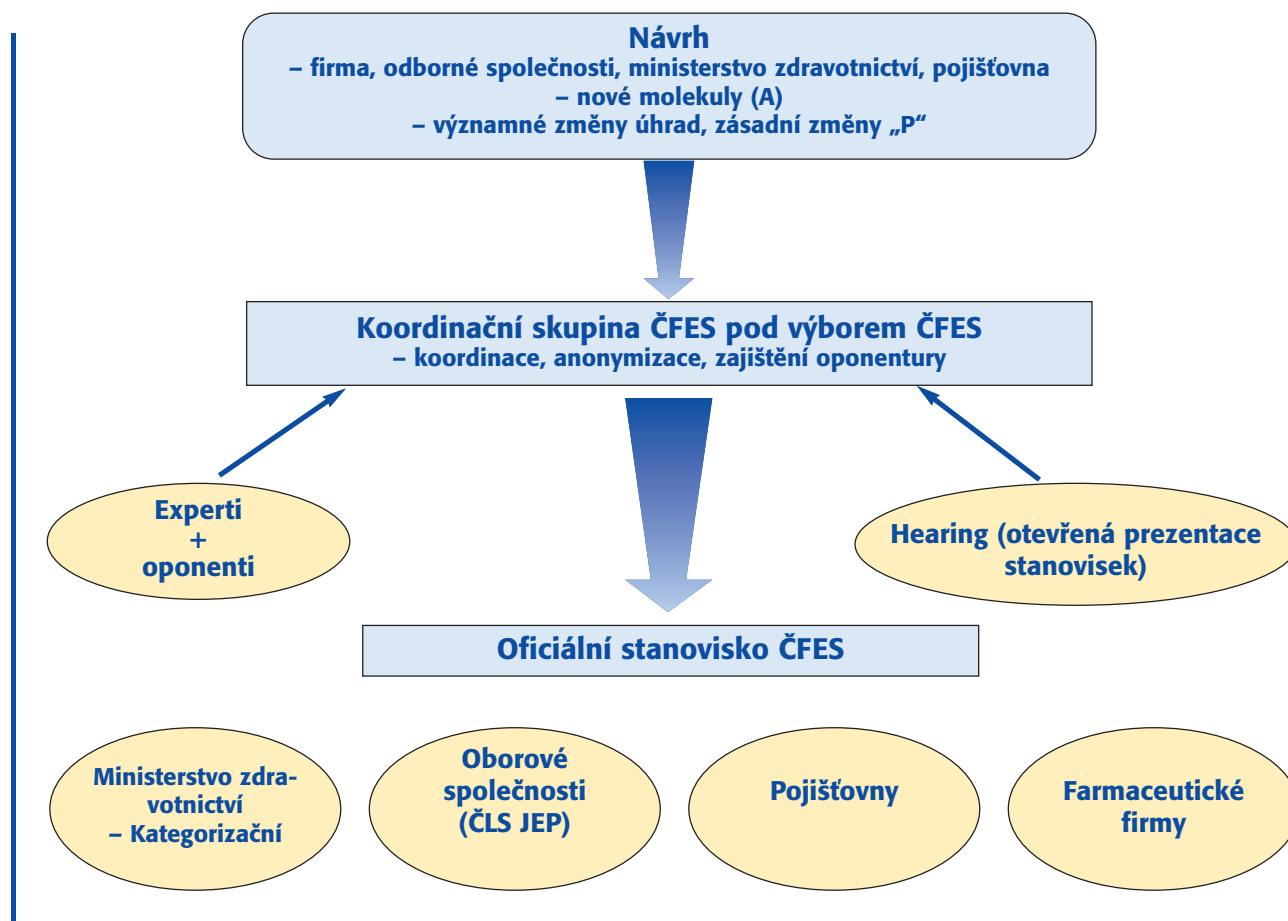 Návrh
– firma, odborné společnosti, ministerstvo zdravotnictví, pojišťovna
– nové molekuly (A)
– významné změny úhrad, zásadní změny „P“
Koordinační skupina ČFES pod výborem ČFES
– koordinace, anonymizace, zajištění oponentury
Experti
+
oponenti
Hearing (otevřená prezentace
stanovisek)
Oficiální stanovisko ČFES
Ministerstvo zdra-
votnictví
– Kategorizační
Oborové
společnosti
(ČLS JEP)
Pojišťovny
Farmaceutické
firmy